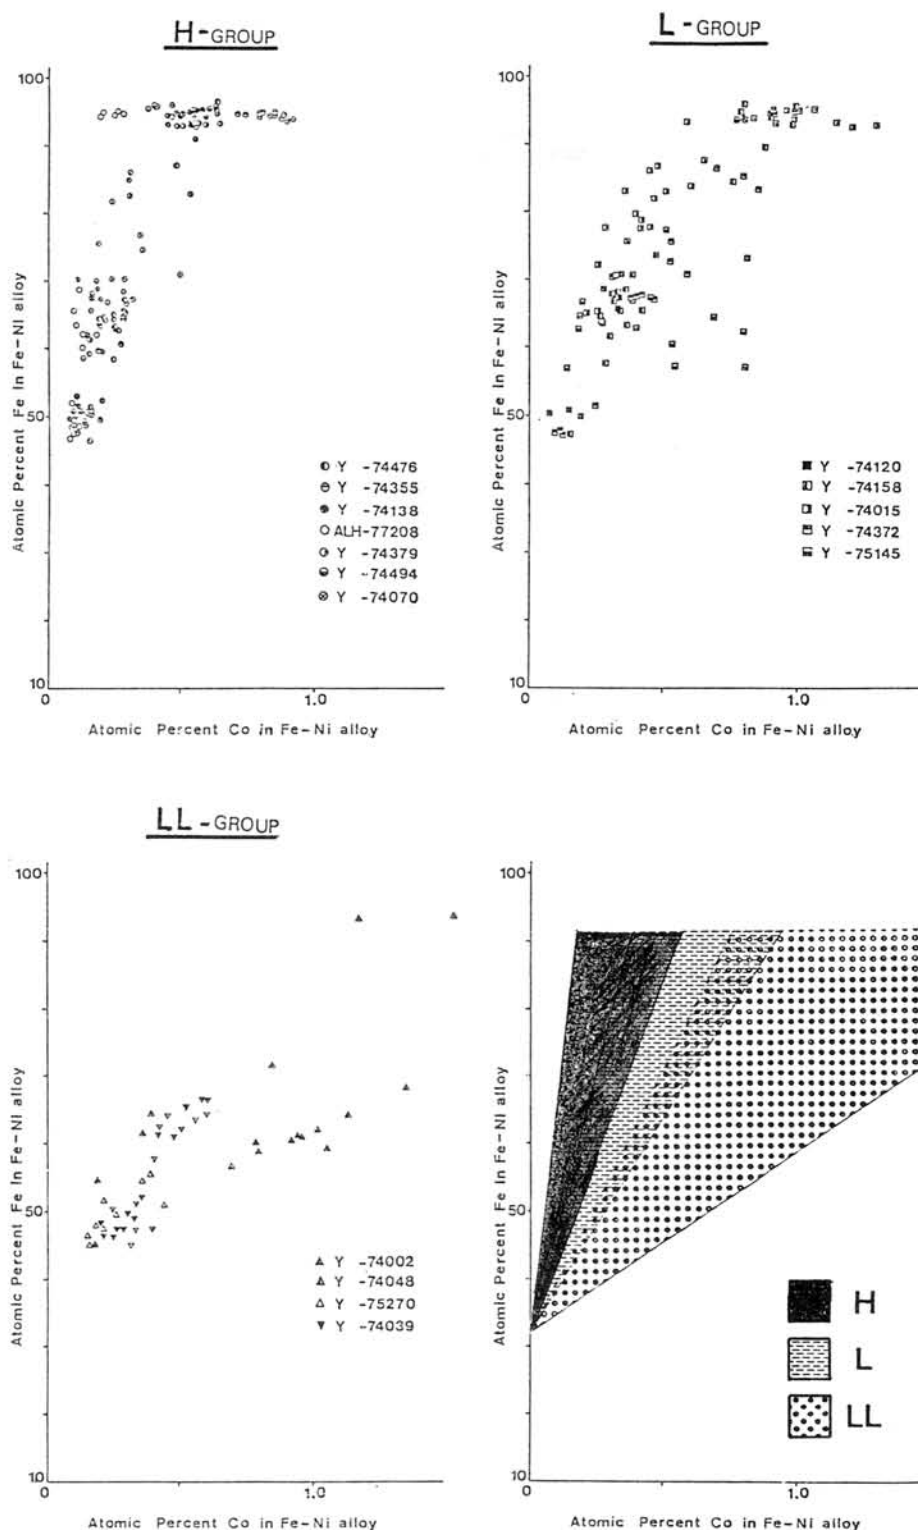 H-GROUP
100
50
10
0
1.0
Atomic Percent Fe in Fe-Ni alloy
Atomic Percent Co in Fe-Ni alloy
Y -74476
Y -74355
Y -74138
ALH-77208
Y -74379
Y -74494
Y -74070
L-GROUP
100
50
10
0
1.0
Atomic Percent Fe in Fe-Ni alloy
Atomic Percent Co in Fe-Ni alloy
Y -74120
Y -74158
Y -74015
Y -74372
Y -75145
LL-GROUP
100
50
10
0
1.0
Atomic Percent Fe in Fe-Ni alloy
Atomic Percent Co in Fe-Ni alloy
Y -74002
Y -74048
Y -75270
Y -74039
100
50
10
0
1.0
Atomic Percent Fe in Fe-Ni alloy
Atomic Percent Co in Fe-Ni alloy
H
L
LL